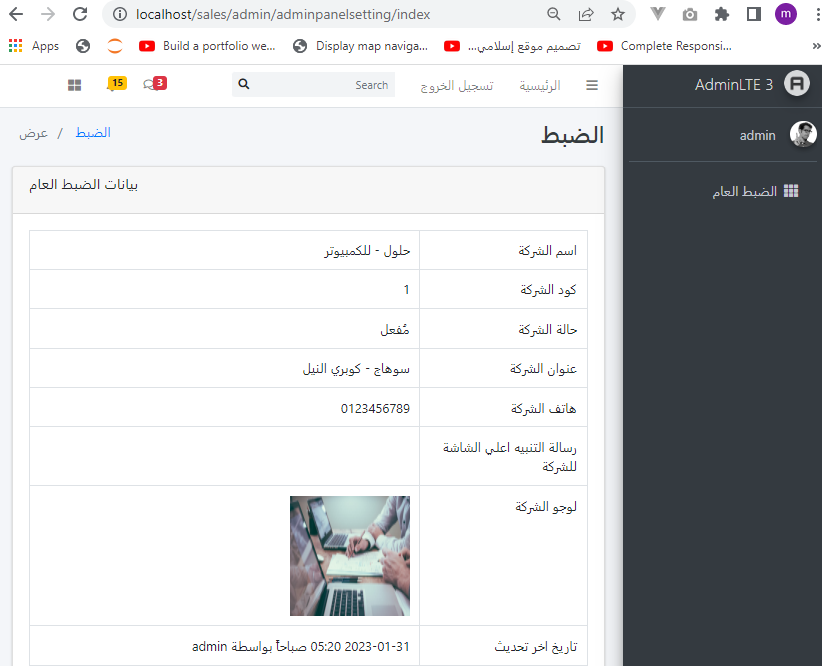 localhost/sales/admin/adminpanelsetting/index
Apps
Build a portfolio we...
Display map naviga...
تصميم موقع إسلامي...
Complete Responsi...
»
AdminLTE 3
admin
الضبط العام
الرئيسية
تسجيل الخروج
Search
3
15
الضبط
الضبط / عرض
بيانات الضبط العام
اسم الشركة حلول - للكمبيوتر
كود الشركة 1
حالة الشركة مُفعل
عنوان الشركة سوهاج - كوبري النيل
هاتف الشركة 0123456789
رسالة التنبيه اعلي الشاشة
للشركة
لوجو الشركة
تاريخ اخر تحديث 2023-01-31 05:20 صباحاً بواسطة admin
m